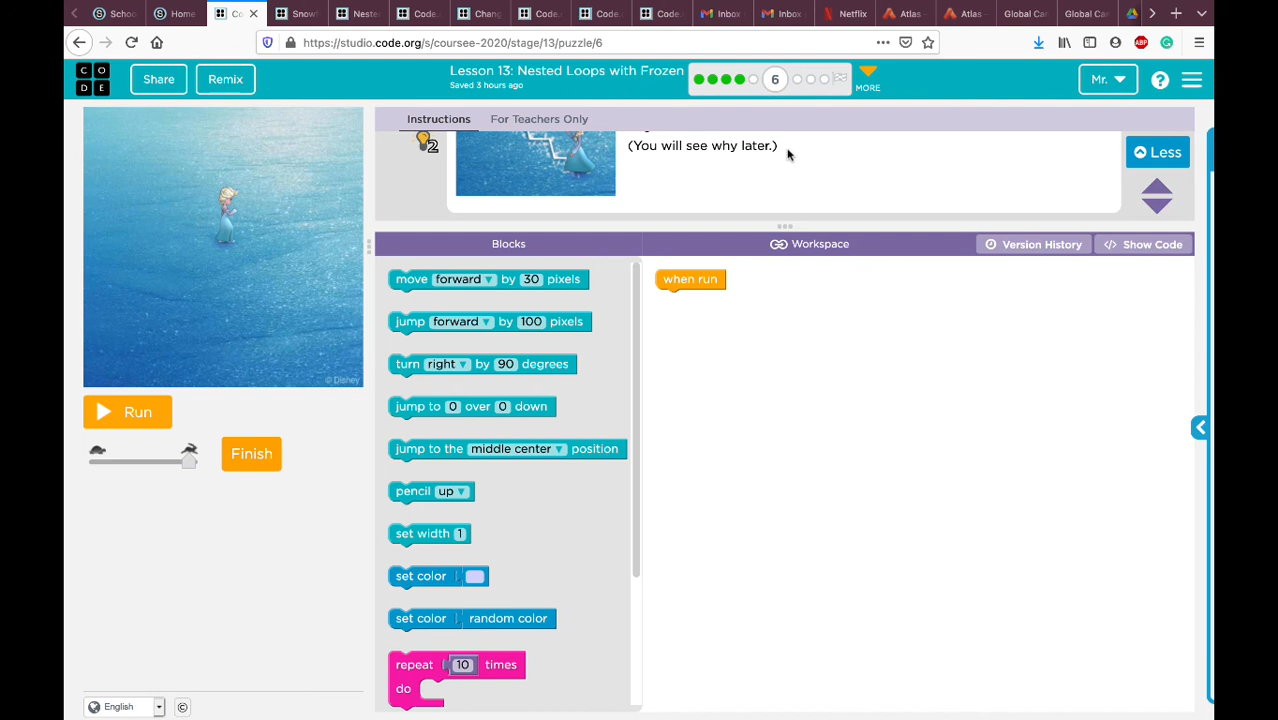 Schoo
Home
Co
Snowf
Nested
Code.o
Chang
Code.o
Code.o
Code.o
Inbox
Inbox
Netflix
Atlas -
Atlas —
Global Car
Global Car
https://studio.code.org/s/coursee-2020/stage/13/puzzle/6
ABP
C O
D E
Share
Remix
Lesson 13: Nested Loops with Frozen
Saved 3 hours ago
6
MORE
Mr.
?
Instructions
For Teachers Only
2
(You will see why later.)
Less
Blocks
Workspace
Version History
</> Show Code
move forward by 30 pixels
when run
jump forward by 100 pixels
turn right by 90 degrees
jump to 0 over 0 down
jump to the middle center position
pencil up
set width 1
set color
set color random color
repeat 10 times
do
© Disney
Run
Finish
English
©